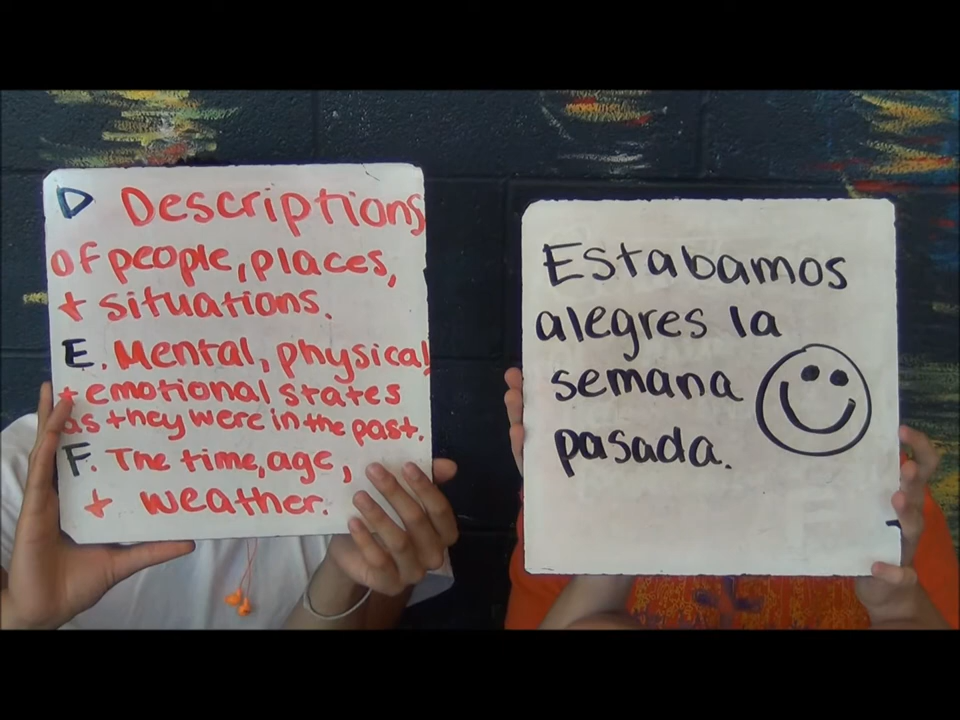 D Descriptions
of people, places,
+ situations.
E. Mental, physical
+ emotional states
as they were in the past.
F. The time, age,
+ weather.
Estabamos
alegres la
semana
pasada.